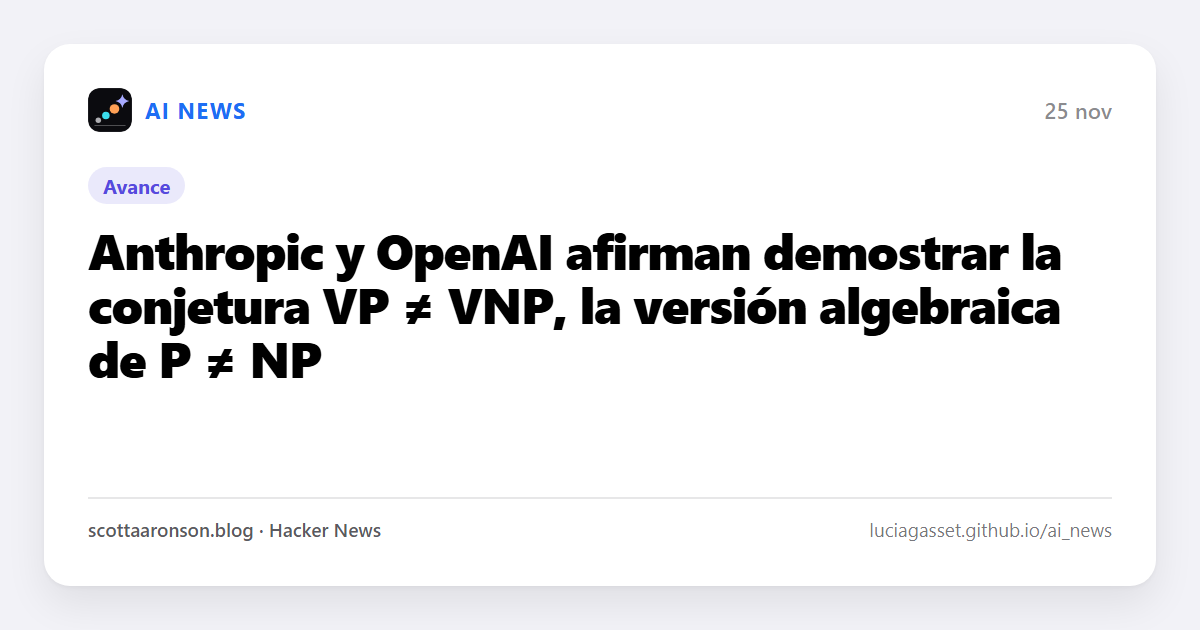 AI NEWS
25 nov
Avance
Anthropic y OpenAI afirman demostrar la
conjetura VP ≠ VNP, la versión algebraica
de P ≠ NP
scottaaronson.blog · Hacker News
luciagasset.github.io/ai_news